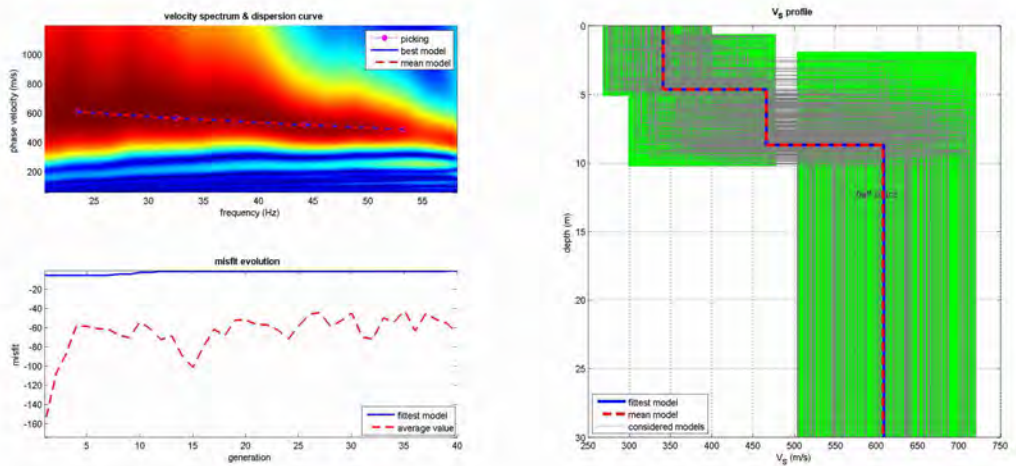 velocity spectrum & dispersion curve
picking
best model
mean model
phase velocity (m/s)
1000
800
600
400
200
25
30
35
40
45
50
55
frequency (Hz)
misfit evolution
misfit
-20
-40
-60
-80
-100
-120
-140
-160
fittest model
average value
5
10
15
20
25
30
35
40
generation
VS profile
depth (m)
0
5
10
15
20
25
30
fittest model
mean model
considered models
250
300
350
400
450
500
550
600
650
700
750
VS (m/s)